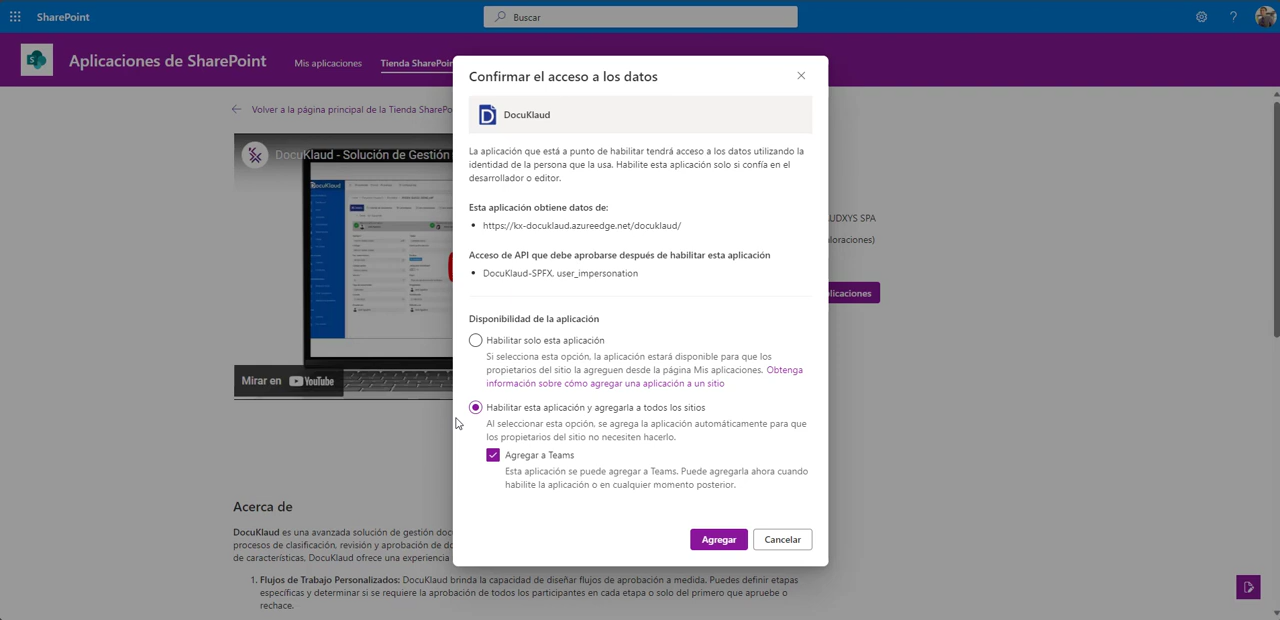 SharePoint
Buscar
?
Aplicaciones de SharePoint
Mis aplicaciones
Tienda SharePoin
Volver a la página principal de la Tienda SharePo
DocuKlaud - Solución de Gestión
Mirar en YouTube
Confirmar el acceso a los datos
DocuKlaud
La aplicación que está a punto de habilitar tendrá acceso a los datos utilizando la
identidad de la persona que la usa. Habilite esta aplicación solo si confía en el
desarrollador o editor.
Esta aplicación obtiene datos de:
• https://kx-docuklaud.azureedge.net/docuklaud/
Acceso de API que debe aprobarse después de habilitar esta aplicación
• DocuKlaud-SPFX, user_impersonation
Disponibilidad de la aplicación
Habilitar solo esta aplicación
Si selecciona esta opción, la aplicación estará disponible para que los
propietarios del sitio la agreguen desde la página Mis aplicaciones. Obtenga
información sobre cómo agregar una aplicación a un sitio
Habilitar esta aplicación y agregarla a todos los sitios
Al seleccionar esta opción, se agrega la aplicación automáticamente para que
los propietarios del sitio no necesiten hacerlo.
Agregar a Teams
Esta aplicación se puede agregar a Teams. Puede agregarla ahora cuando
habilite la aplicación o en cualquier momento posterior.
Agregar
Cancelar
UDXYS SPA
aloraciones)
plicaciones
Acerca de
DocuKlaud es una avanzada solución de gestión doc
procesos de clasificación, revisión y aprobación de do
de características. DocuKlaud ofrece una experiencia
1. Flujos de Trabajo Personalizados: DocuKlaud brinda la capacidad de diseñar flujos de aprobación a medida. Puedes definir etapas
específicas y determinar si se requiere la aprobación de todos los participantes en cada etapa o solo del primero que apruebe o
rechace.